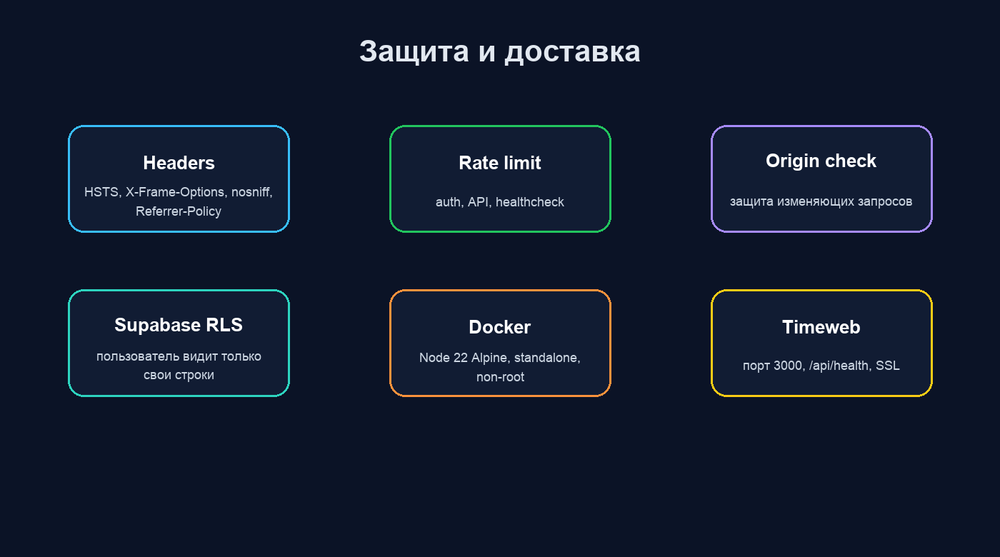 Защита и доставка
Headers
HSTS, X-Frame-Options, nosniff,
Referrer-Policy
Rate limit
auth, API, healthcheck
Origin check
защита изменяющих запросов
Supabase RLS
пользователь видит только
свои строки
Docker
Node 22 Alpine, standalone,
non-root
Timeweb
порт 3000, /api/health, SSL